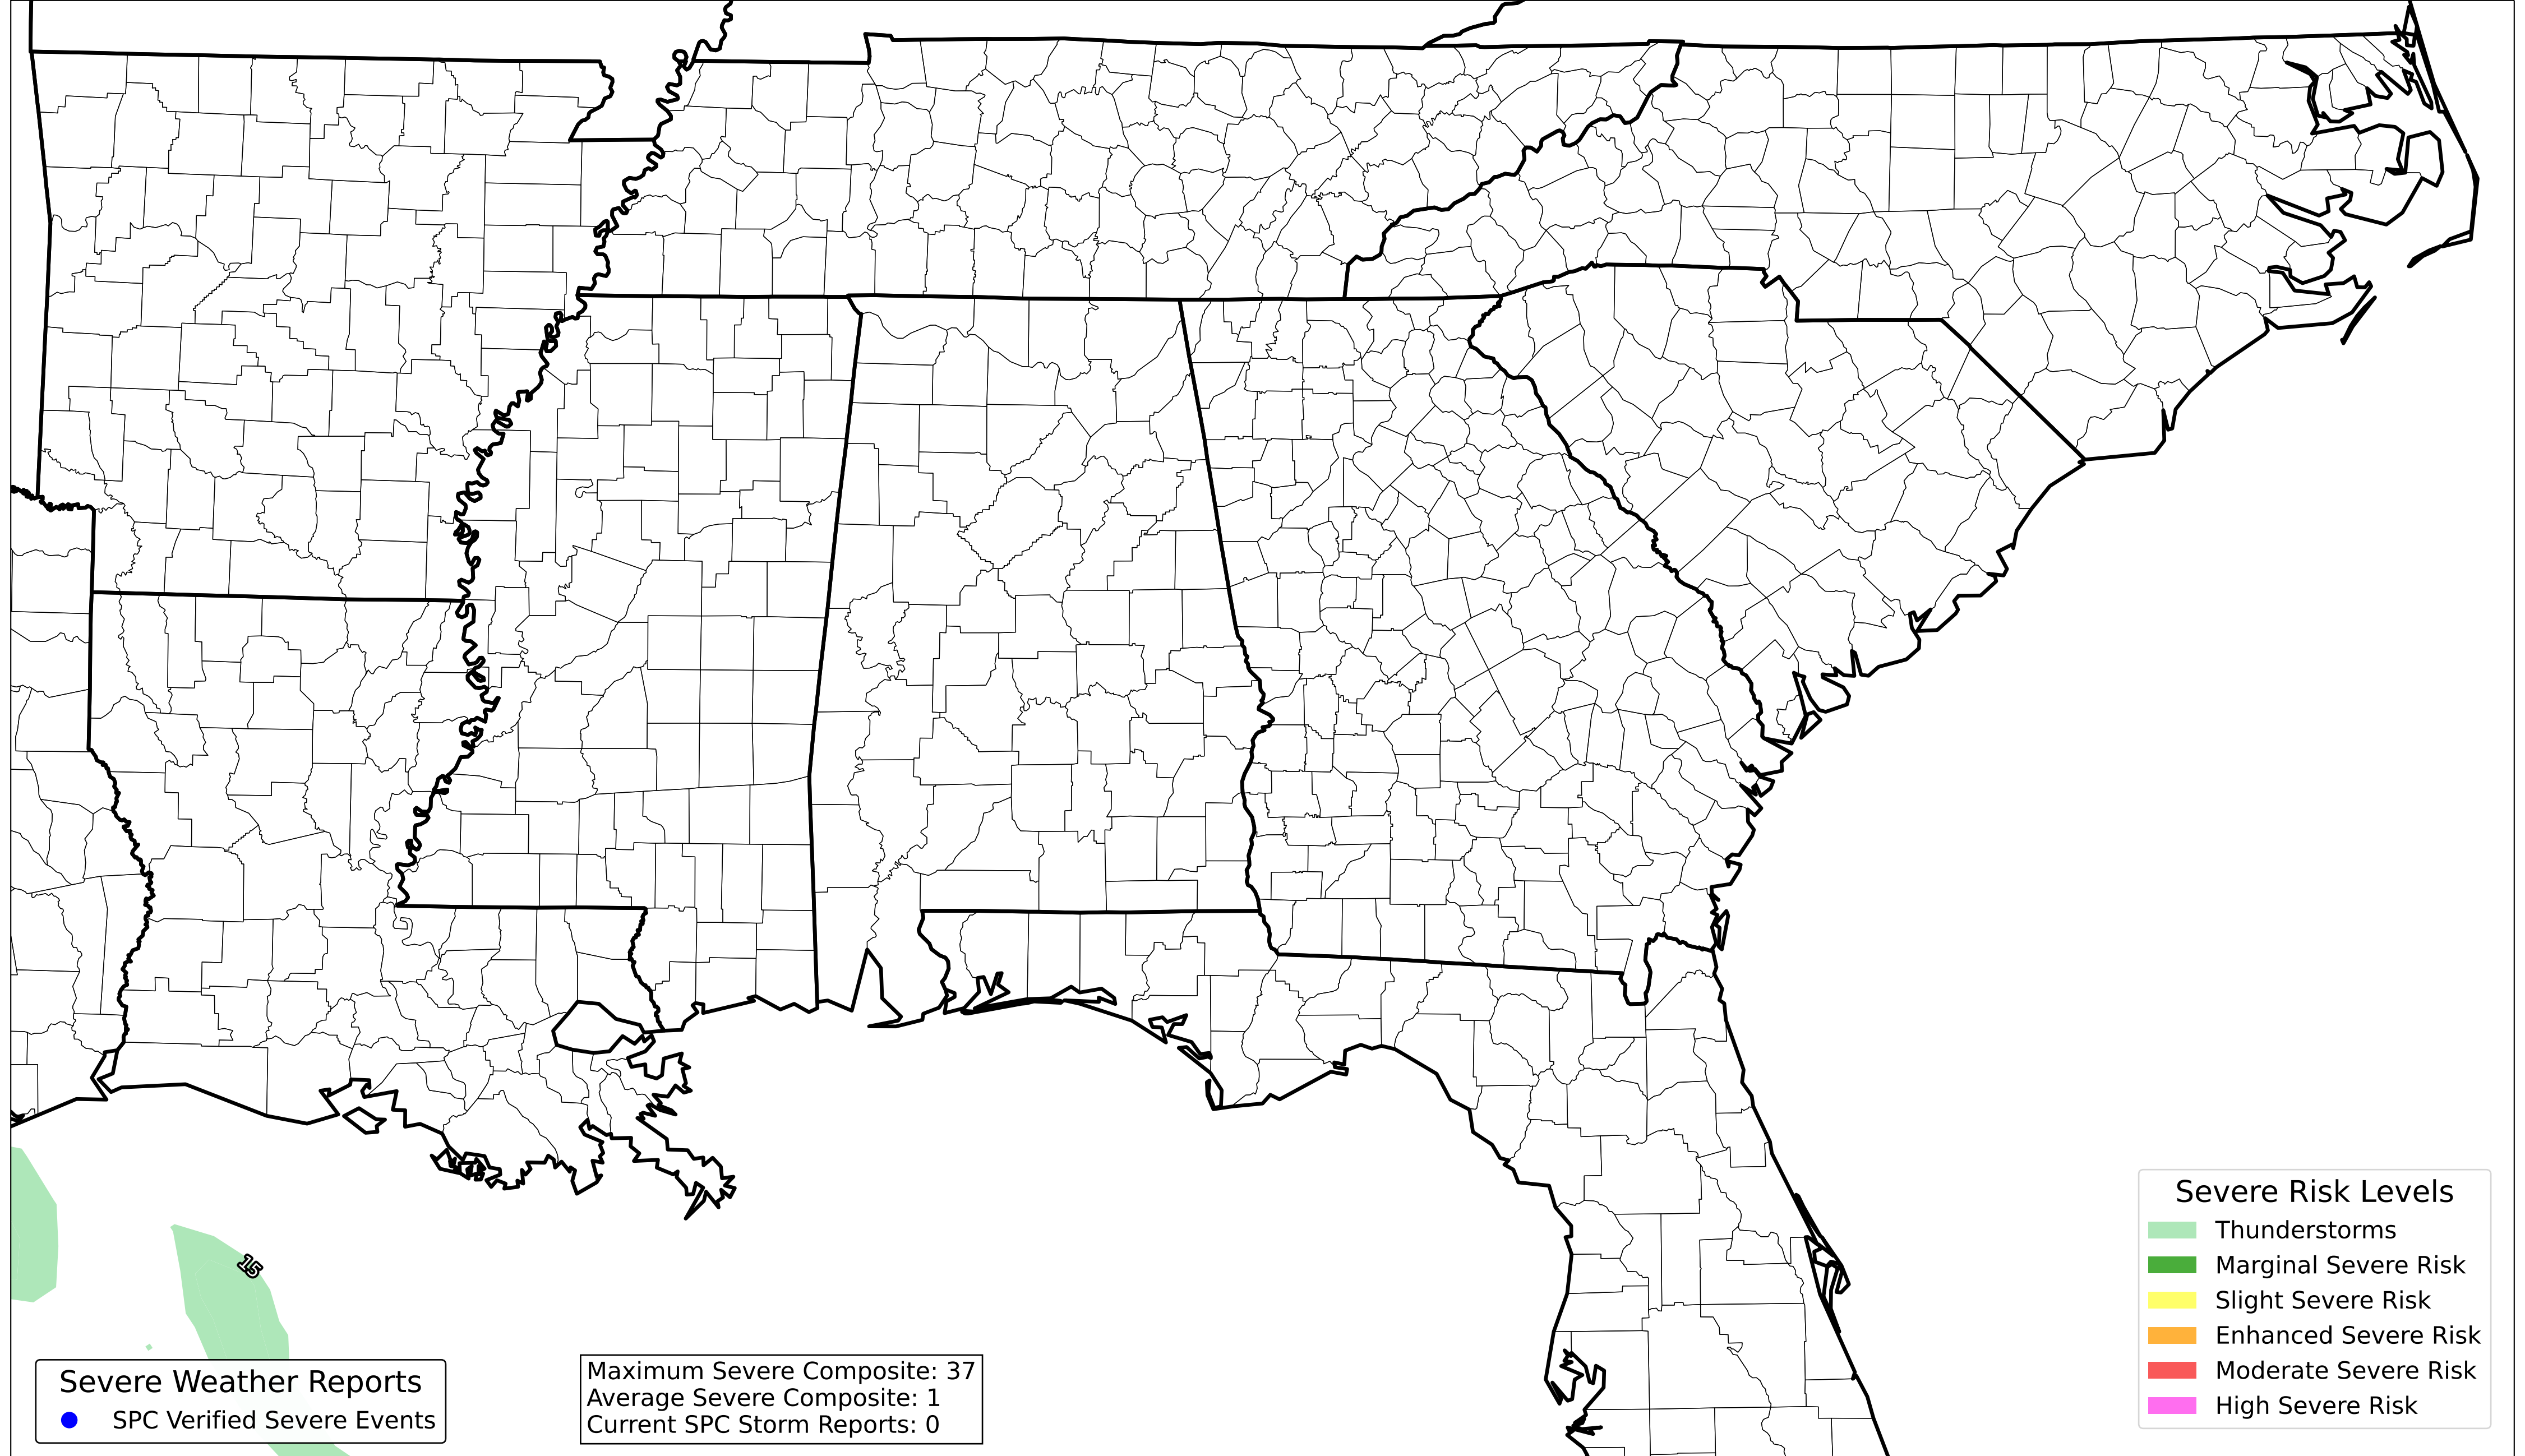 15
Severe Weather Reports
SPC Verified Severe Events
Maximum Severe Composite: 37
Average Severe Composite: 1
Current SPC Storm Reports: 0
Severe Risk Levels
Thunderstorms
Marginal Severe Risk
Slight Severe Risk
Enhanced Severe Risk
Moderate Severe Risk
High Severe Risk